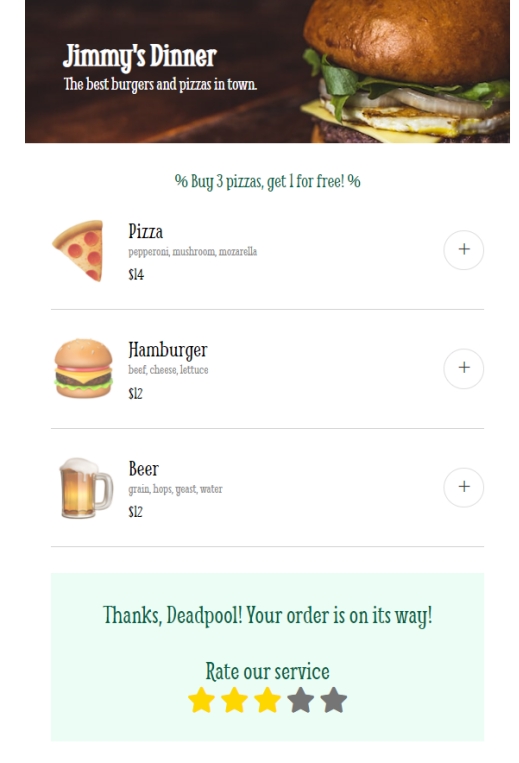 Jimmy's Dinner
The best burgers and pizzas in town.
% Buy 3 pizzas, get 1 for free! %
Pizza
pepperoni, mushroom, mozarella
$14
+
Hamburger
beef, cheese, lettuce
$12
+
Beer
grain, hops, yeast, water
$12
+
Thanks, Deadpool! Your order is on its way!
Rate our service